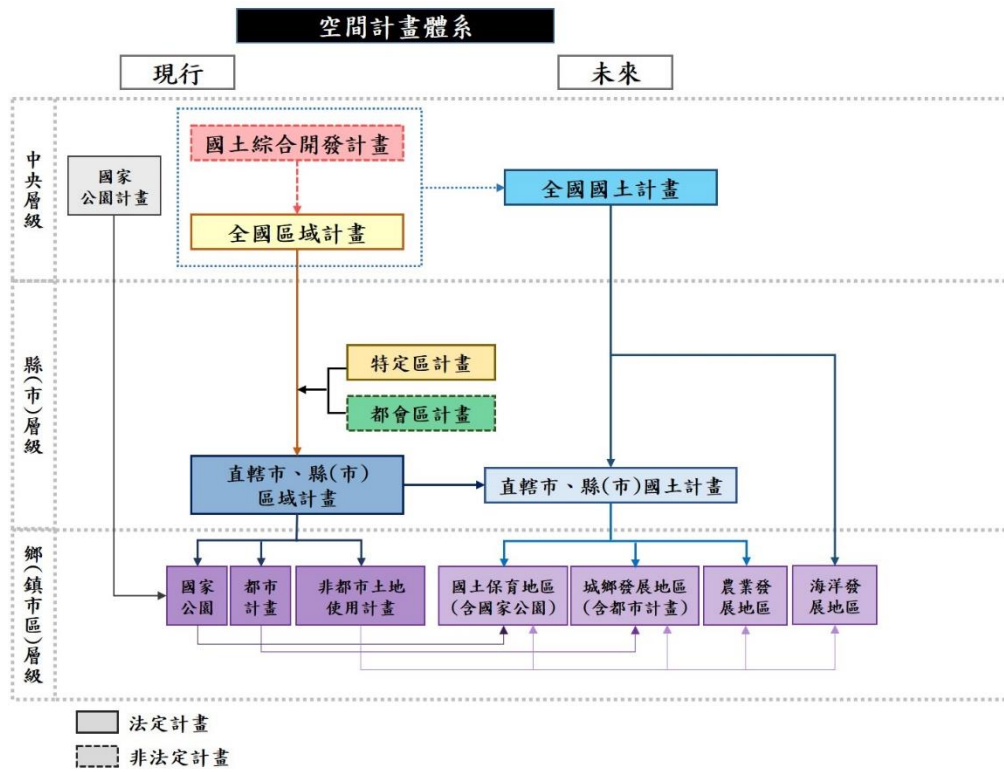 空間計畫體系
現行
未來
中央層級
國家
公園計畫
國土綜合開發計畫
全國區域計畫
全國國土計畫
縣(市)層級
特定區計畫
都會區計畫
直轄市、縣(市)
區域計畫
直轄市、縣(市)國土計畫
鄉(鎮市區)層級
國家
公園
都市
計畫
非都市土地
使用計畫
國土保育地區
(含國家公園)
城鄉發展地區
(含都市計畫)
農業發
展地區
海洋發
展地區
法定計畫
非法定計畫